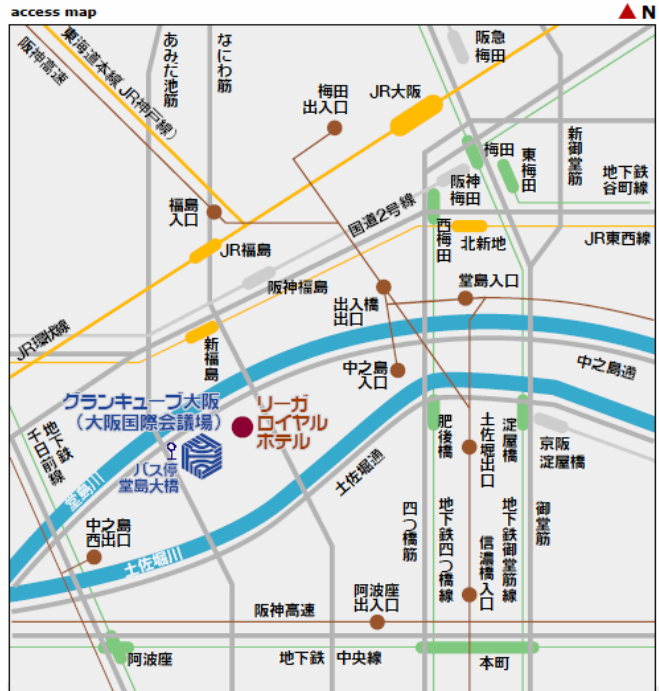 access map
N
阪神高速
東海道本線(JR神戸線)
あみだ池筋
なにわ筋
阪急
梅田
梅田
出入口
JR大阪
新御堂筋
梅田
東梅田
地下鉄
谷町線
阪神
梅田
福島
入口
国道2号線
西梅田
北新地
JR東西線
JR福島
阪神福島
堂島入口
出入橋
出口
JR環状線
新福島
中之島
入口
中之島通
グランキューブ大阪
(大阪国際会議場)
リーガ
ロイヤル
ホテル
地下鉄
千日前線
バス停
堂島大橋
肥後橋
土佐堀出口
淀屋橋
京阪
淀屋橋
土佐堀通
堂島川
四つ橋筋
地下鉄四つ橋線
信濃橋入口
地下鉄御堂筋線
御堂筋
中之島
西出口
土佐堀川
阿波座
出入口
阪神高速
阿波座
地下鉄 中央線
本町